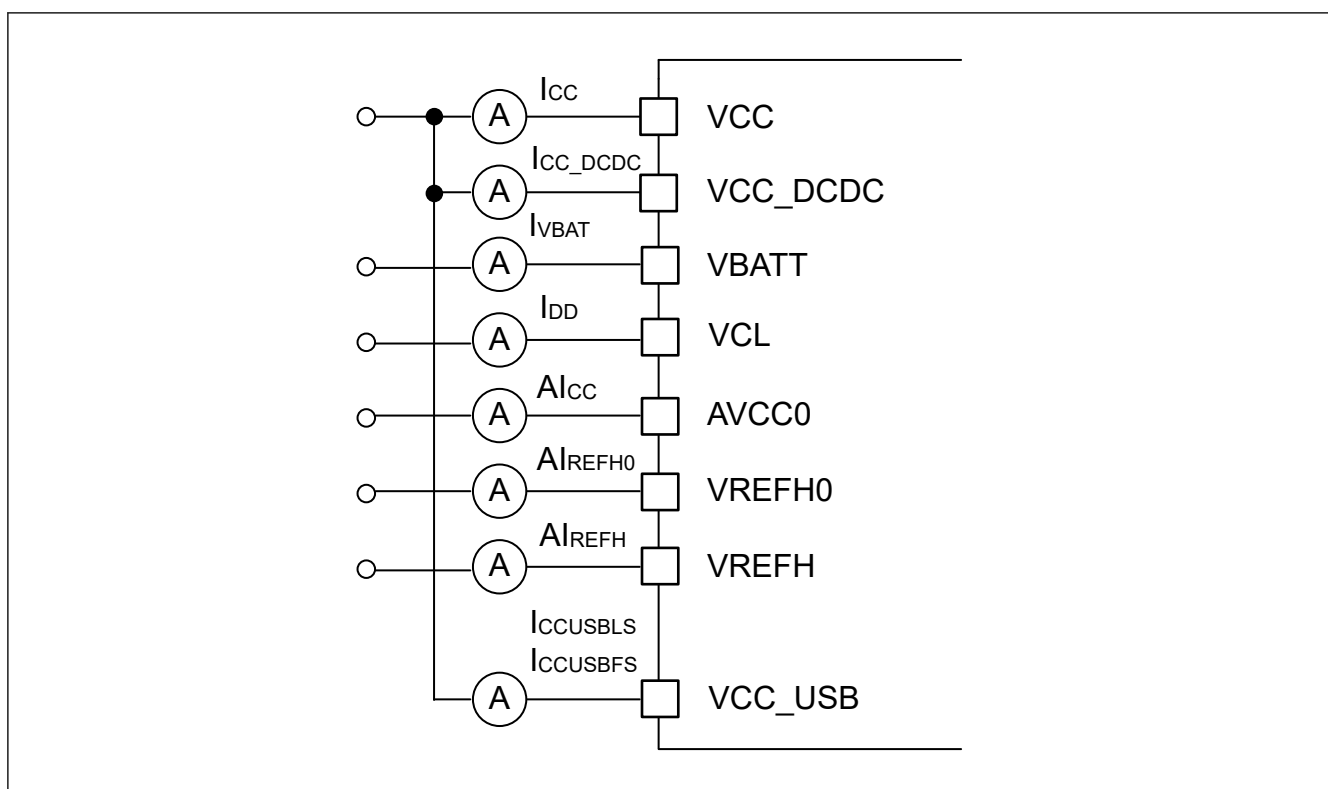 A ICC VCC
A ICC_DCDC VCC_DCDC
A IVBAT VBATT
A IDD VCL
A AICC AVCC0
A AIREFH0 VREFH0
A AIREFH VREFH
ICCUSBLS
ICCUSBFS
A VCC_USB